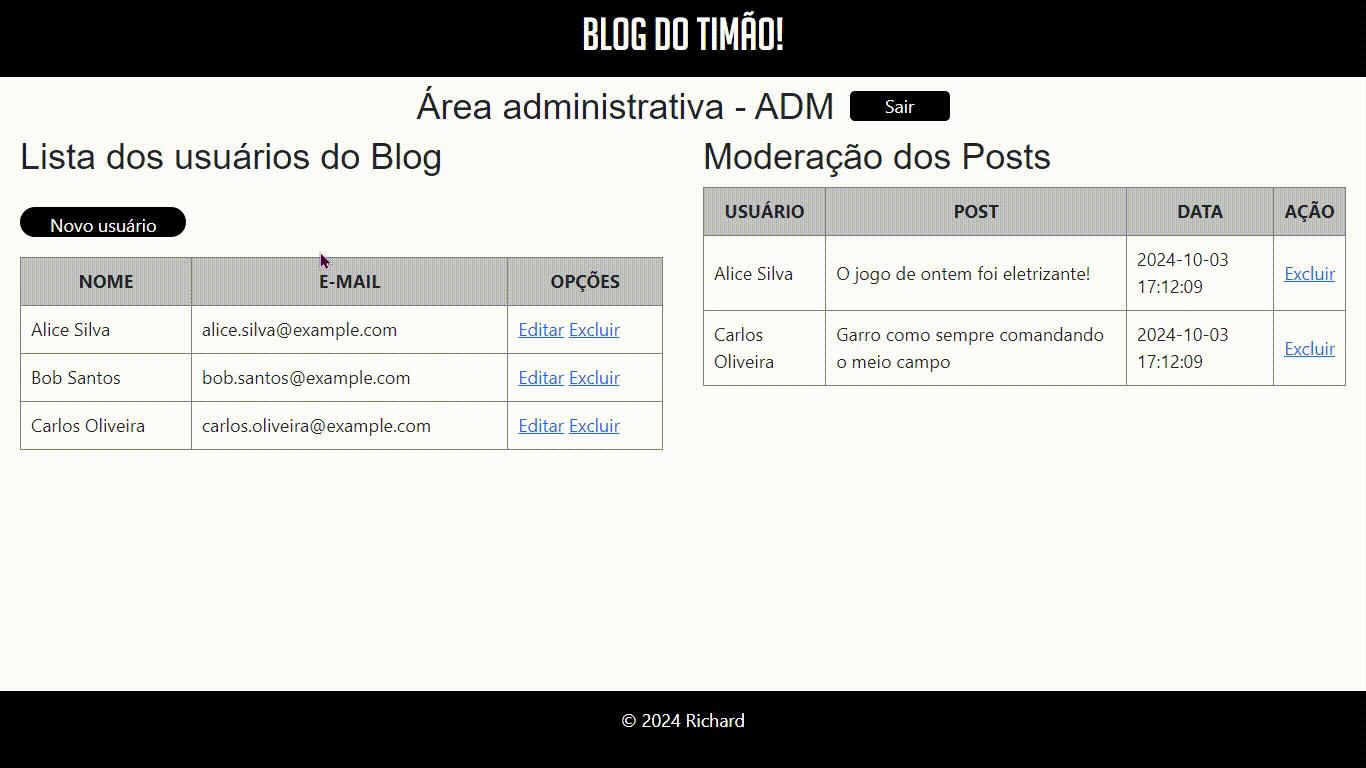 BLOG DO TIMÃO!
Área administrativa - ADM Sair
Lista dos usuários do Blog
Novo usuário
NOME E-MAIL OPÇÕES
Alice Silva alice.silva@example.com Editar Excluir
Bob Santos bob.santos@example.com Editar Excluir
Carlos Oliveira carlos.oliveira@example.com Editar Excluir
Moderação dos Posts
USUÁRIO POST DATA AÇÃO
Alice Silva O jogo de ontem foi eletrizante! 2024-10-03
17:12:09 Excluir
Carlos
Oliveira Garro como sempre comandando
o meio campo 2024-10-03
17:12:09 Excluir
© 2024 Richard